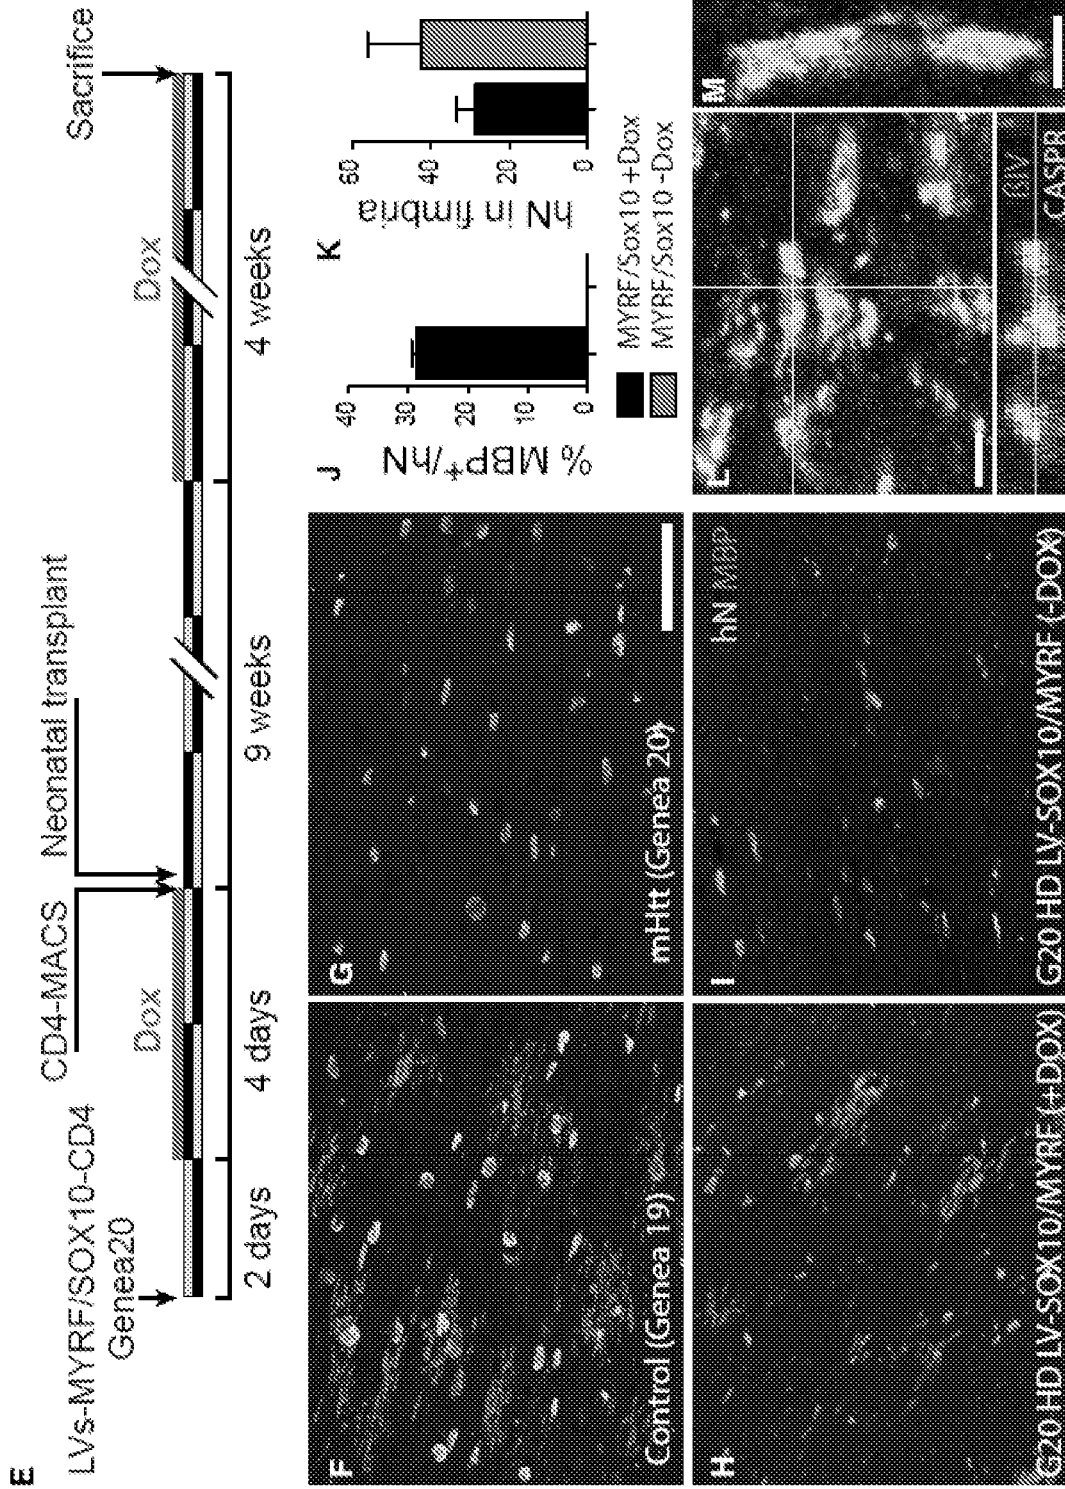 E
LVs-MYRF/SOX10-CD4
Genea20
CD4-MACS
Neonatal transplant
Sacrifice
Dox
Dox
2 days
4 days
9 weeks
4 weeks
F
Control (Genea 19)
G
mHtt (Genea 20)
H
G20 HD LV-SOX10/MYRF (+DOX)
I
hN MBP
G20 HD LV-SOX10/MYRF (-DOX)
J
% MBP+/hN
40
30
20
10
0
K
hN in fimbria
60
40
20
0
MYRF/Sox10 +Dox
MYRF/Sox10 -Dox
L
βIV
CASPR
M